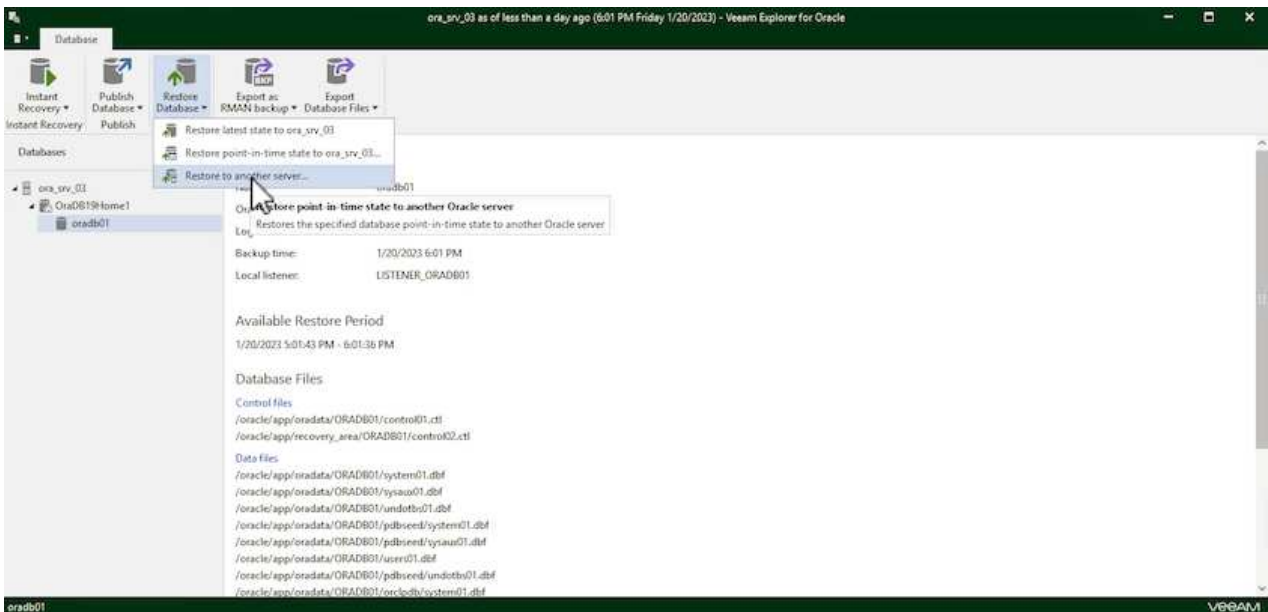 ora_srv_03 as of less than a day ago (6:01 PM Friday 1/20/2023) - Veeam Explorer for Oracle
Database
Instant Recovery
Publish Database
Restore Database
Export as RMAN backup
Export Database Files
Instant Recovery
Publish
Restore latest state to ora_srv_03
Restore point-in-time state to ora_srv_03...
Restore to another server...
Databases
ora_srv_03
OraDB19Home1
oradb01
oradb01
Restore point-in-time state to another Oracle server
Restores the specified database point-in-time state to another Oracle server
Backup time: 1/20/2023 6:01 PM
Local listener: LISTENER_ORADB01
Available Restore Period
1/20/2023 5:01:43 PM - 6:01:36 PM
Database Files
Control files
/oracle/app/oradata/ORADB01/control01.ctl
/oracle/app/recovery_area/ORADB01/control02.ctl
Data files
/oracle/app/oradata/ORADB01/system01.dbf
/oracle/app/oradata/ORADB01/sysaux01.dbf
/oracle/app/oradata/ORADB01/undotbs01.dbf
/oracle/app/oradata/ORADB01/pdbseed/system01.dbf
/oracle/app/oradata/ORADB01/pdbseed/sysaux01.dbf
/oracle/app/oradata/ORADB01/users01.dbf
/oracle/app/oradata/ORADB01/pdbseed/undotbs01.dbf
/oracle/app/oradata/ORADB01/orclpdb/system01.dbf
oradb01
VEEAM